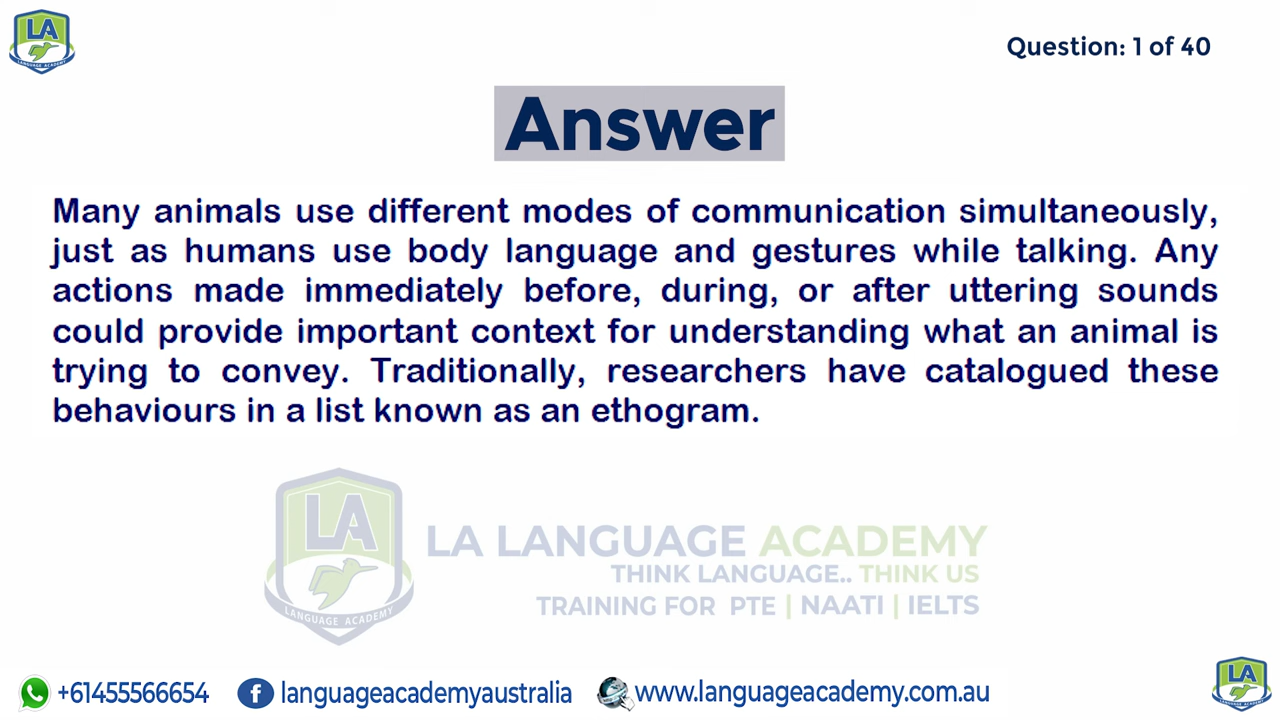 LA
LANGUAGE ACADEMY
Question: 1 of 40
Answer
Many animals use different modes of communication simultaneously,
just as humans use body language and gestures while talking. Any
actions made immediately before, during, or after uttering sounds
could provide important context for understanding what an animal is
trying to convey. Traditionally, researchers have catalogued these
behaviours in a list known as an ethogram.
LA
LANGUAGE ACADEMY
LA LANGUAGE ACADEMY
THINK LANGUAGE.. THINK US
TRAINING FOR PTE | NAATI | IELTS
+61455566654 languageacademyaustralia www.languageacademy.com.au
LA
LANGUAGE ACADEMY